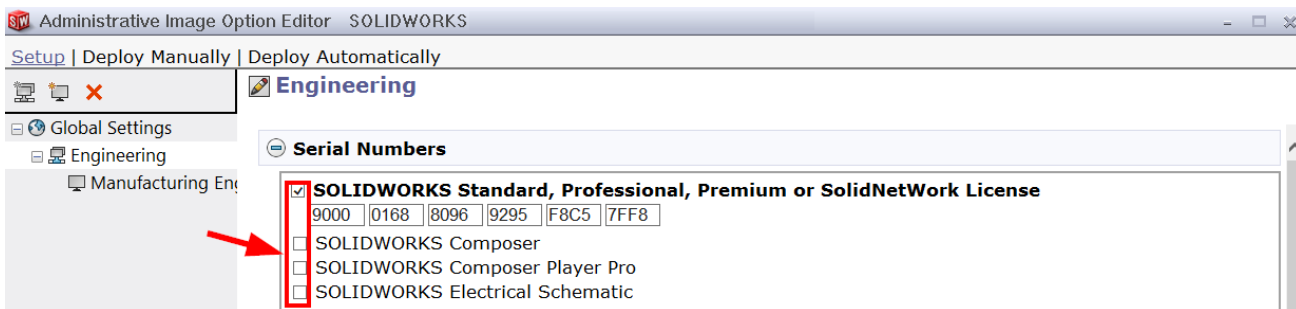 Administrative Image Option Editor SOLIDWORKS
Setup | Deploy Manually | Deploy Automatically
Engineering
Global Settings
Engineering
Manufacturing Eng
Serial Numbers
SOLIDWORKS Standard, Professional, Premium or SolidNetWork License
9000 0168 8096 9295 F8C5 7FF8
SOLIDWORKS Composer
SOLIDWORKS Composer Player Pro
SOLIDWORKS Electrical Schematic